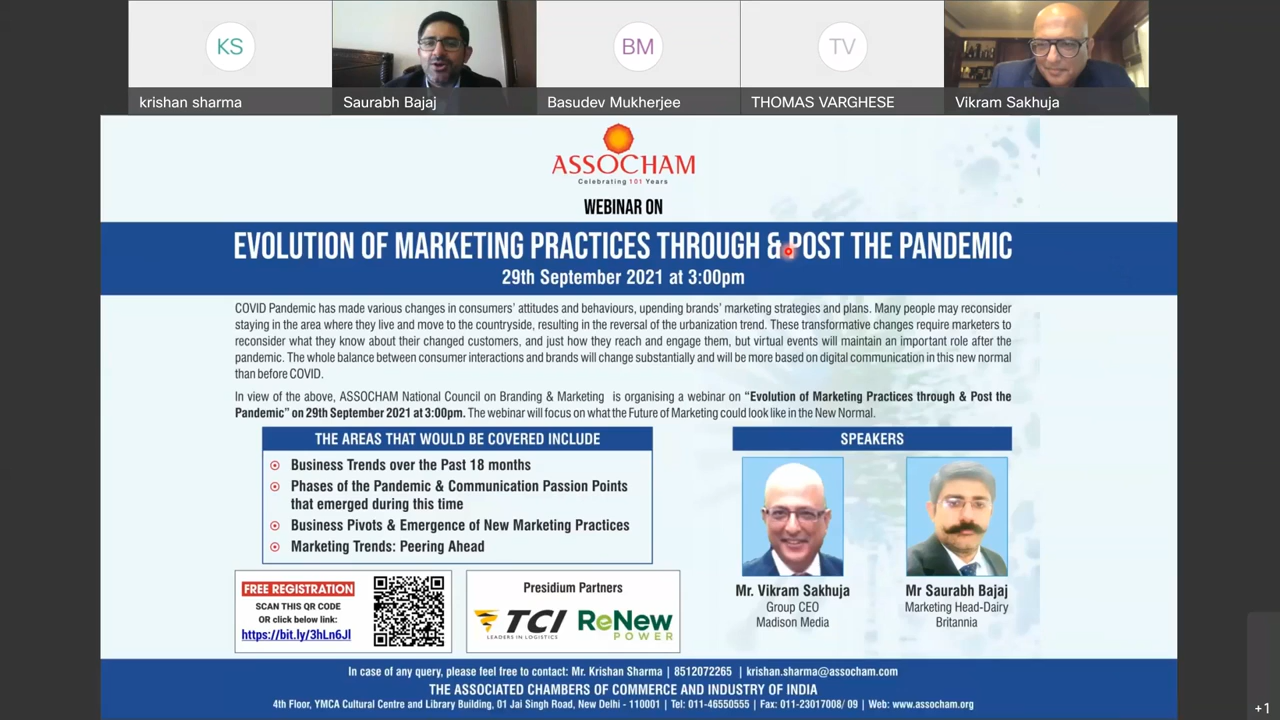 KS
BM
TV
krishan sharma
Saurabh Bajaj
Basudev Mukherjee
THOMAS VARGHESE
Vikram Sakhuja
ASSOCHAM
Celebrating 101 Years
WEBINAR ON
EVOLUTION OF MARKETING PRACTICES THROUGH & POST THE PANDEMIC
29th September 2021 at 3:00pm
COVID Pandemic has made various changes in consumers' attitudes and behaviours, upending brands' marketing strategies and plans. Many people may reconsider
staying in the area where they live and move to the countryside, resulting in the reversal of the urbanization trend. These transformative changes require marketers to
reconsider what they know about their changed customers, and just how they reach and engage them, but virtual events will maintain an important role after the
pandemic. The whole balance between consumer interactions and brands will change substantially and will be more based on digital communication in this new normal
than before COVID.
In view of the above, ASSOCHAM National Council on Branding & Marketing is organising a webinar on “Evolution of Marketing Practices through & Post the
Pandemic” on 29th September 2021 at 3:00pm. The webinar will focus on what the Future of Marketing could look like in the New Normal.
THE AREAS THAT WOULD BE COVERED INCLUDE
Business Trends over the Past 18 months
Phases of the Pandemic & Communication Passion Points
that emerged during this time
Business Pivots & Emergence of New Marketing Practices
Marketing Trends: Peering Ahead
SPEAKERS
Mr. Vikram Sakhuja
Group CEO
Madison Media
Mr Saurabh Bajaj
Marketing Head-Dairy
Britannia
FREE REGISTRATION
SCAN THIS QR CODE
OR click below link:
https://bit.ly/3hLn6Jl
Presidium Partners
TCI
LEADERS IN LOGISTICS
ReNew
POWER
In case of any query, please feel free to contact: Mr. Krishan Sharma | 8512072265 | krishan.sharma@assocham.com
THE ASSOCIATED CHAMBERS OF COMMERCE AND INDUSTRY OF INDIA
4th Floor, YMCA Cultural Centre and Library Building, 01 Jai Singh Road, New Delhi - 110001 | Tel: 011-46550555 | Fax: 011-23017008/ 09 | Web: www.assocham.org
+1